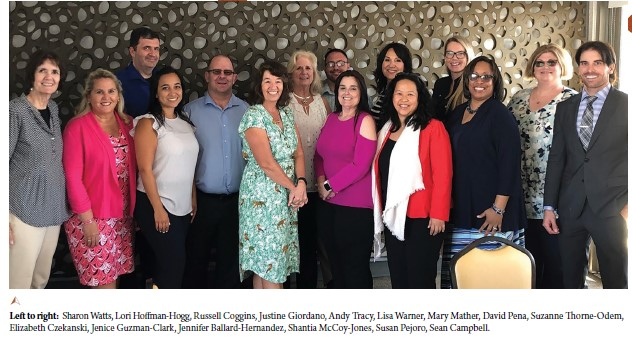 Left to right: Sharon Watts, Lori Hoffman-Hogg, Russell Coggins, Justine Giordano, Andy Tracy, Lisa Warner, Mary Mather, David Pena, Suzanne Thorne-Odem,
Elizabeth Czekanski, Jenice Guzman-Clark, Jennifer Ballard-Hernandez, Shantia McCoy-Jones, Susan Pejoro, Sean Campbell.